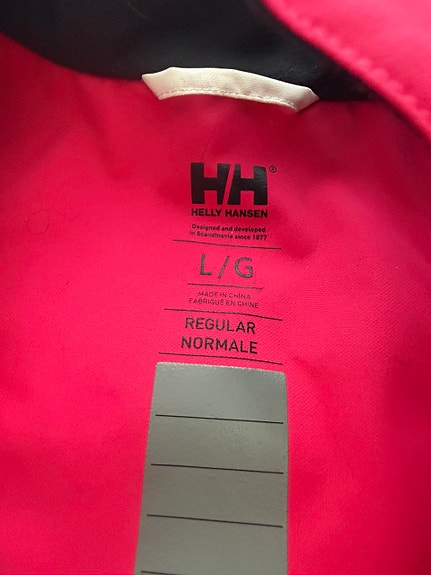 HH®
HELLY HANSEN
Designed and developed
in Scandinavia since 1877
L/G
MADE IN CHINA
FABRIQUÉ EN CHINE
REGULAR
NORMALE